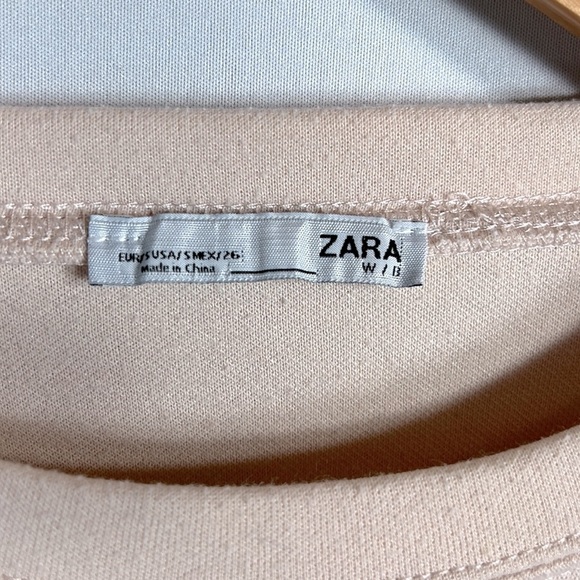 EUR/S USA/S MEX/26
Made in China
ZARA
W / B